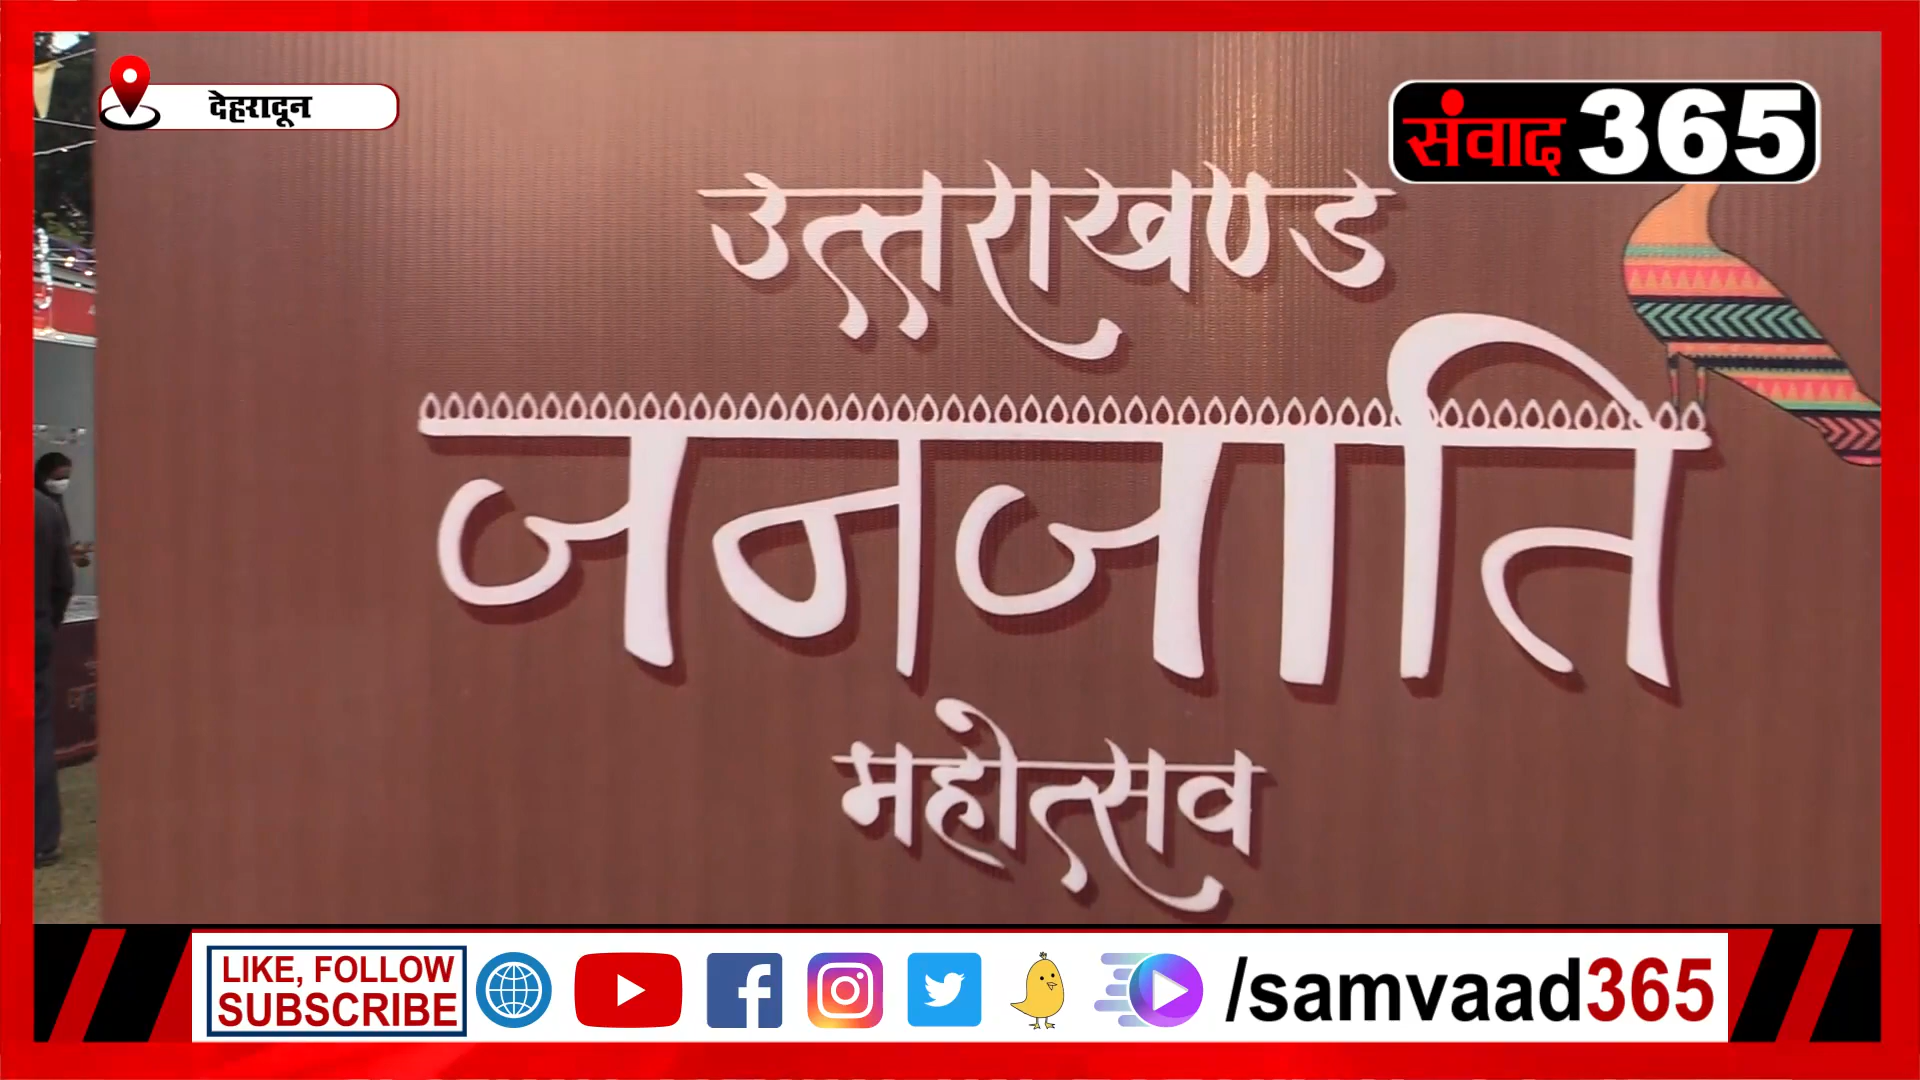 देहरादून
संवाद 365
उत्तराखण्ड
जनजाति
महोत्सव
LIKE, FOLLOW
SUBSCRIBE
/samvaad365